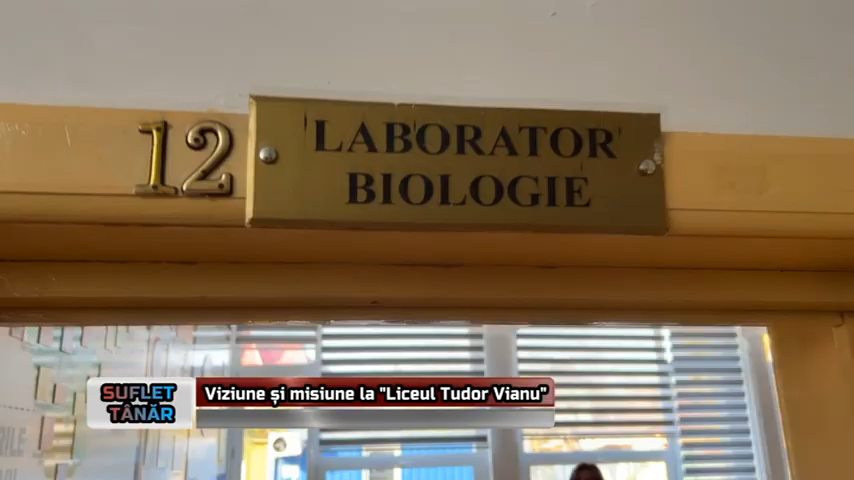 12
LABORATOR
BIOLOGIE
SUFLET
TÂNĂR
Viziune și misiune la "Liceul Tudor Vianu"